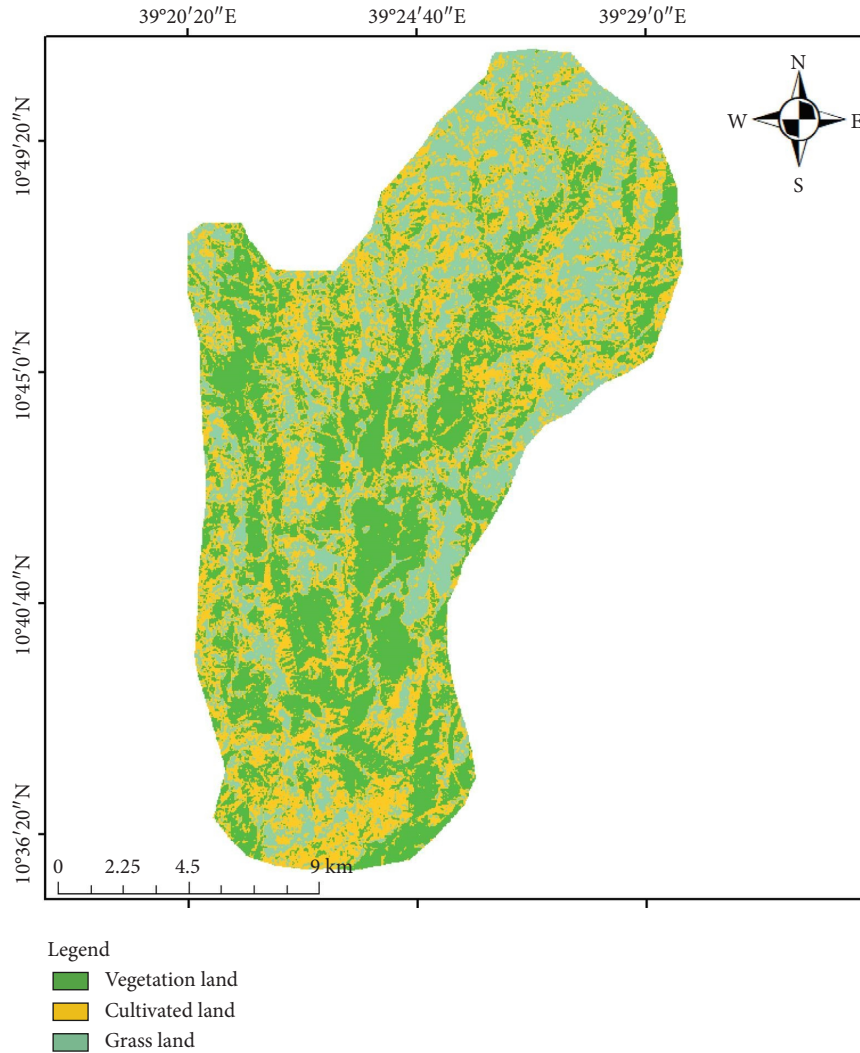 39°20′20″E 39°24′40″E 39°29′0″E
N
W E
S
10°49′20″N
10°45′0″N
10°40′40″N
10°36′20″N
0 2.25 4.5 9 km
Legend
Vegetation land
Cultivated land
Grass land